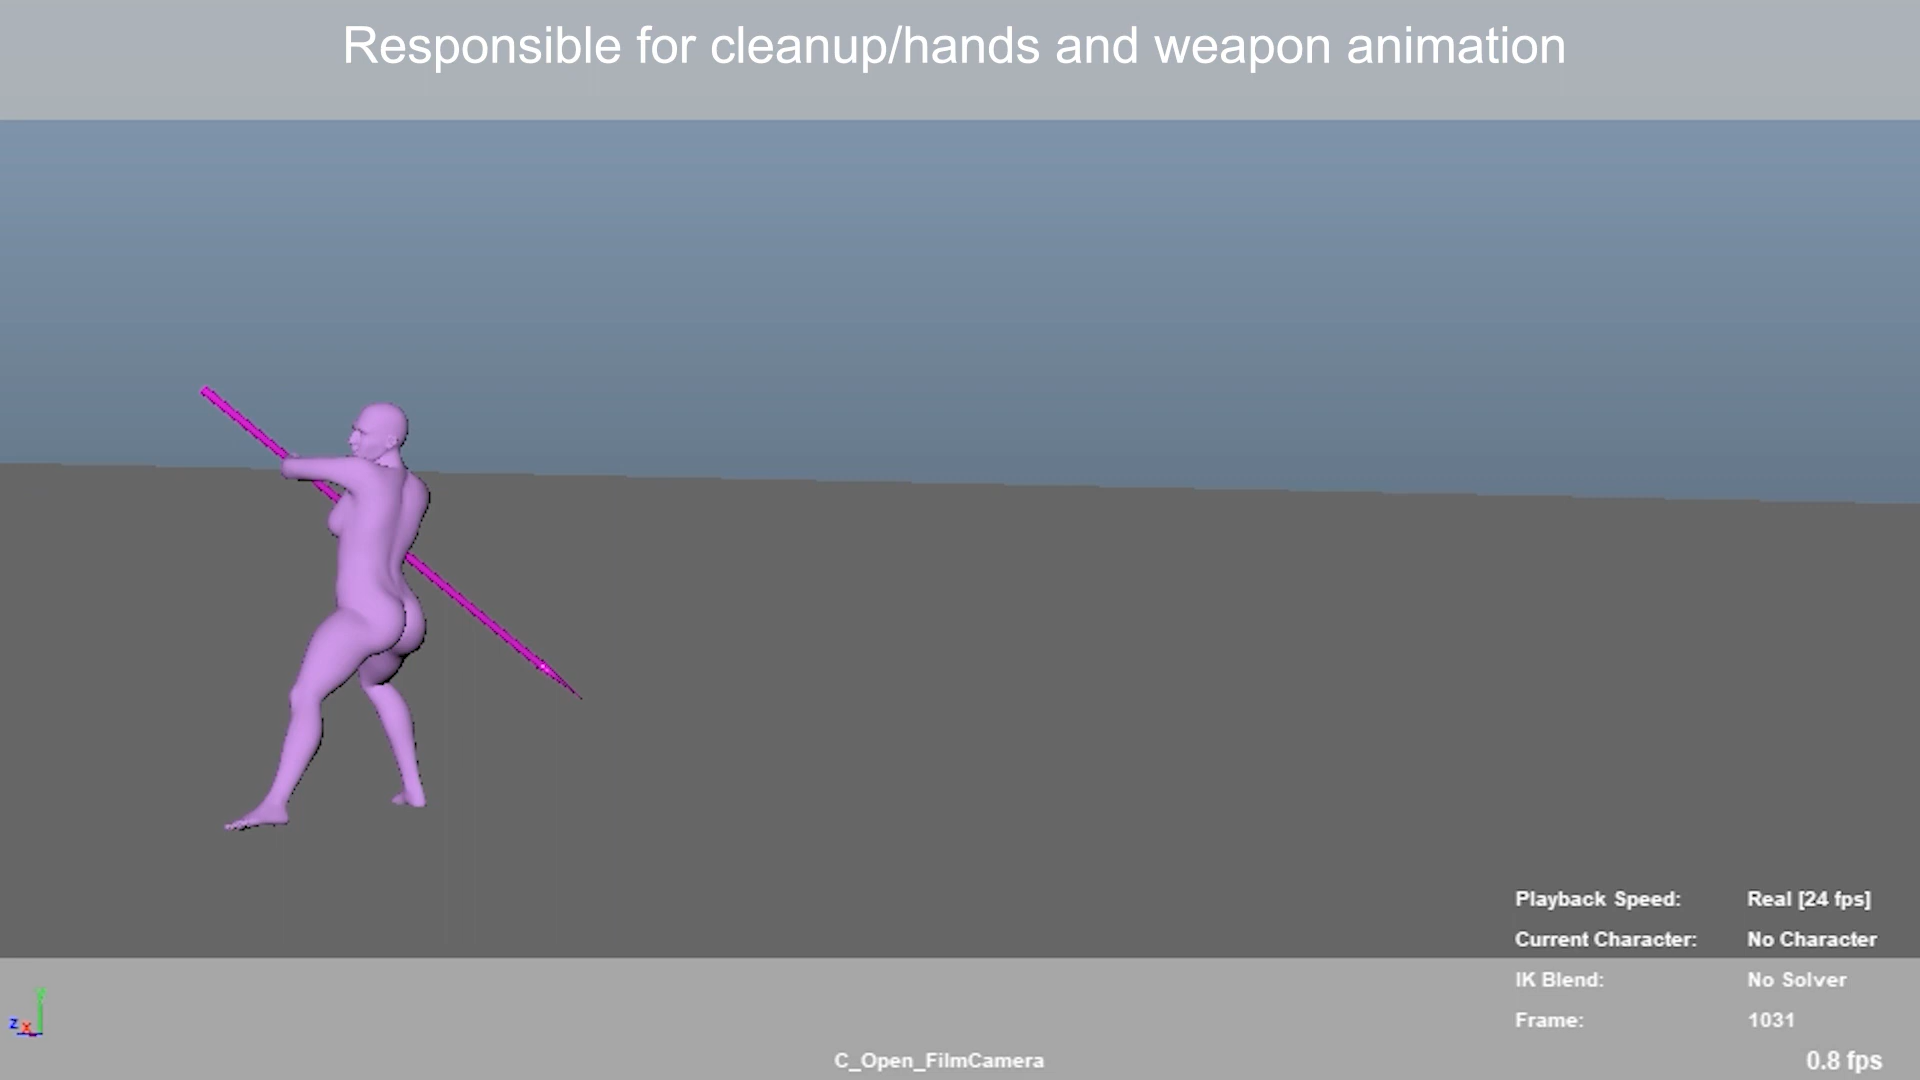 Responsible for cleanup/hands and weapon animation
Playback Speed: Real [24 fps]
Current Character: No Character
IK Blend: No Solver
Frame: 1031
Y
Z X
C_Open_FilmCamera
0.8 fps